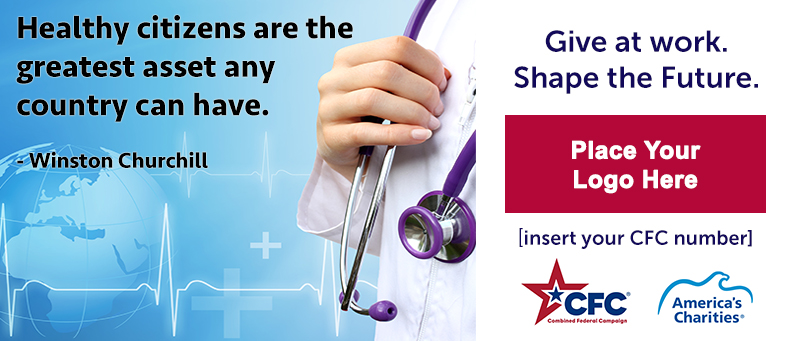 Healthy citizens are the
greatest asset any
country can have.
- Winston Churchill
Give at work.
Shape the Future.
Place Your
Logo Here
[insert your CFC number]
CFC®
Combined Federal Campaign
America's
Charities®